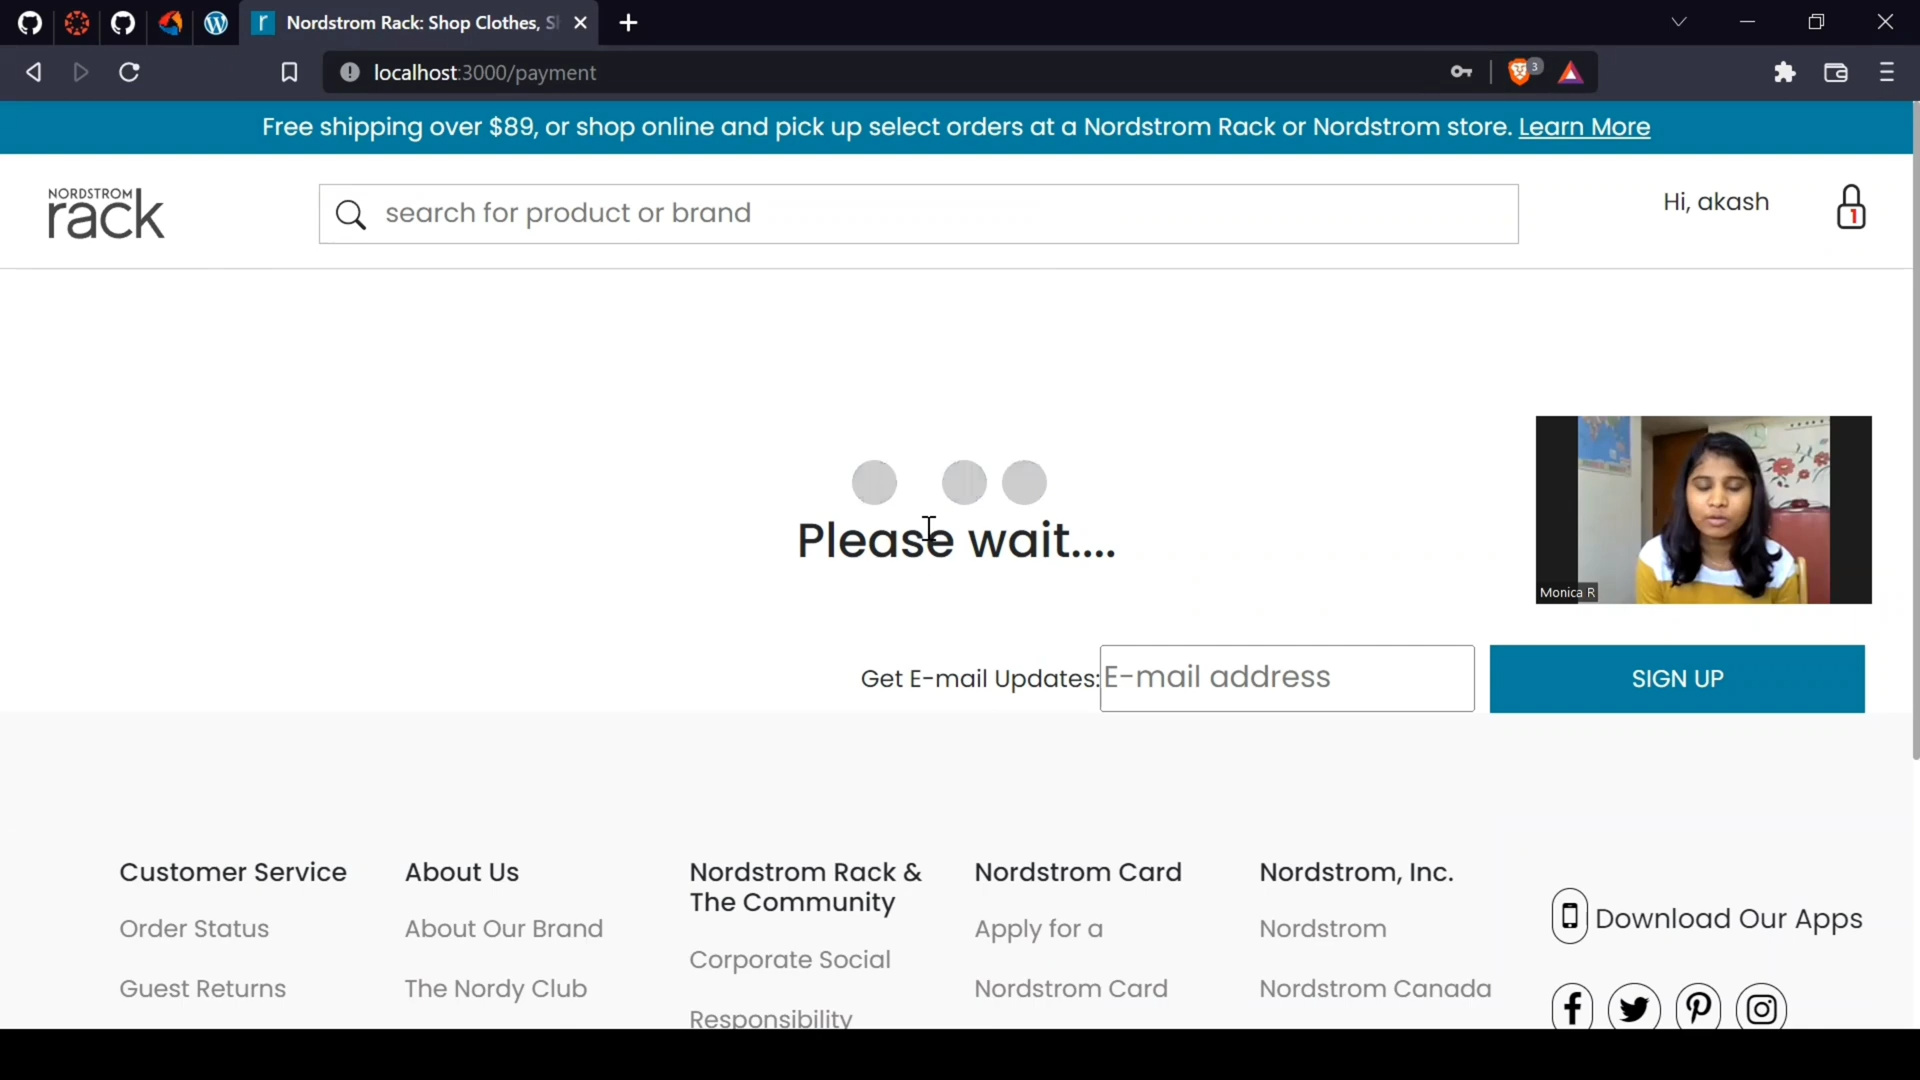 Nordstrom Rack: Shop Clothes, S
localhost:3000/payment
3
Free shipping over $89, or shop online and pick up select orders at a Nordstrom Rack or Nordstrom store. Learn More
NORDSTROM
rack
search for product or brand
Hi, akash
1
Please wait....
Monica R
Get E-mail Updates:
E-mail address
SIGN UP
Customer Service
Order Status
Guest Returns
About Us
About Our Brand
The Nordy Club
Nordstrom Rack &
The Community
Corporate Social
Responsibility
Nordstrom Card
Apply for a
Nordstrom Card
Nordstrom, Inc.
Nordstrom
Nordstrom Canada
Download Our Apps